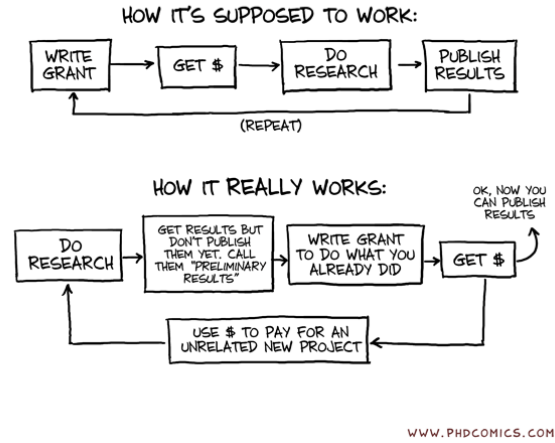 HOW IT'S SUPPOSED TO WORK:
WRITE
GRANT
GET $
DO
RESEARCH
PUBLISH
RESULTS
(REPEAT)
HOW IT REALLY WORKS:
OK, NOW YOU
CAN PUBLISH
RESULTS
DO
RESEARCH
GET RESULTS BUT
DON'T PUBLISH
THEM YET. CALL
THEM "PRELIMINARY
RESULTS"
WRITE GRANT
TO DO WHAT YOU
ALREADY DID
GET $
USE $ TO PAY FOR AN
UNRELATED NEW PROJECT
WWW.PHDCOMICS.COM